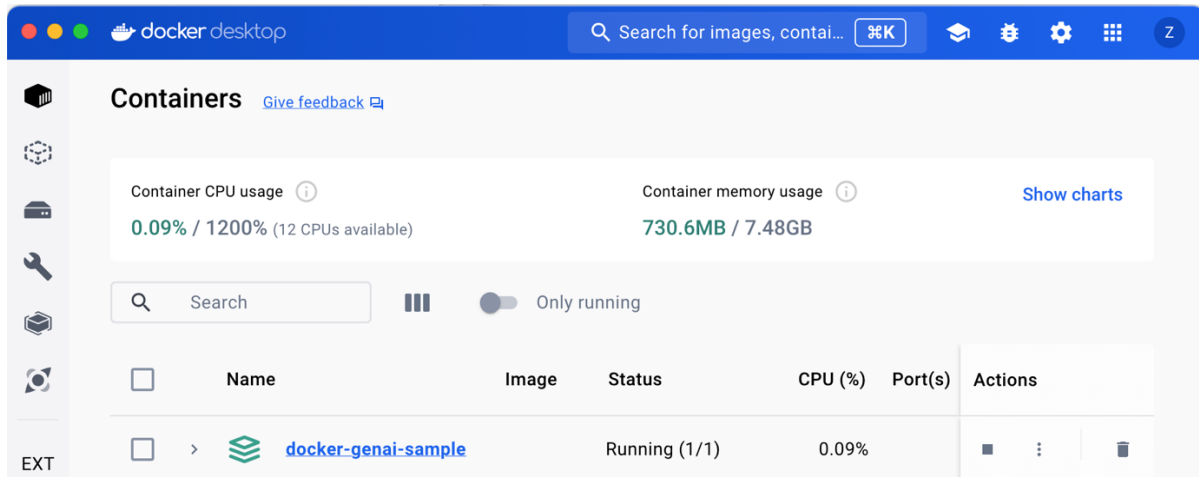 docker desktop
Search for images, contai... ⌘K
Z
Containers Give feedback
Container CPU usage
Container memory usage
Show charts
0.09% / 1200% (12 CPUs available)
730.6MB / 7.48GB
Search
Only running
Name Image Status CPU (%) Port(s) Actions
docker-genai-sample Running (1/1) 0.09%
EXT